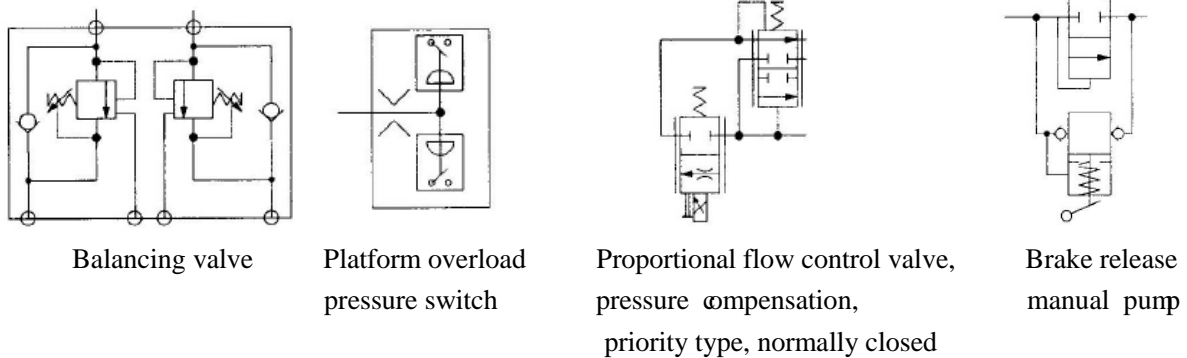 Balancing valve
Platform overload
pressure switch
Proportional flow control valve,
pressure compensation,
priority type, normally closed
Brake release
manual pump